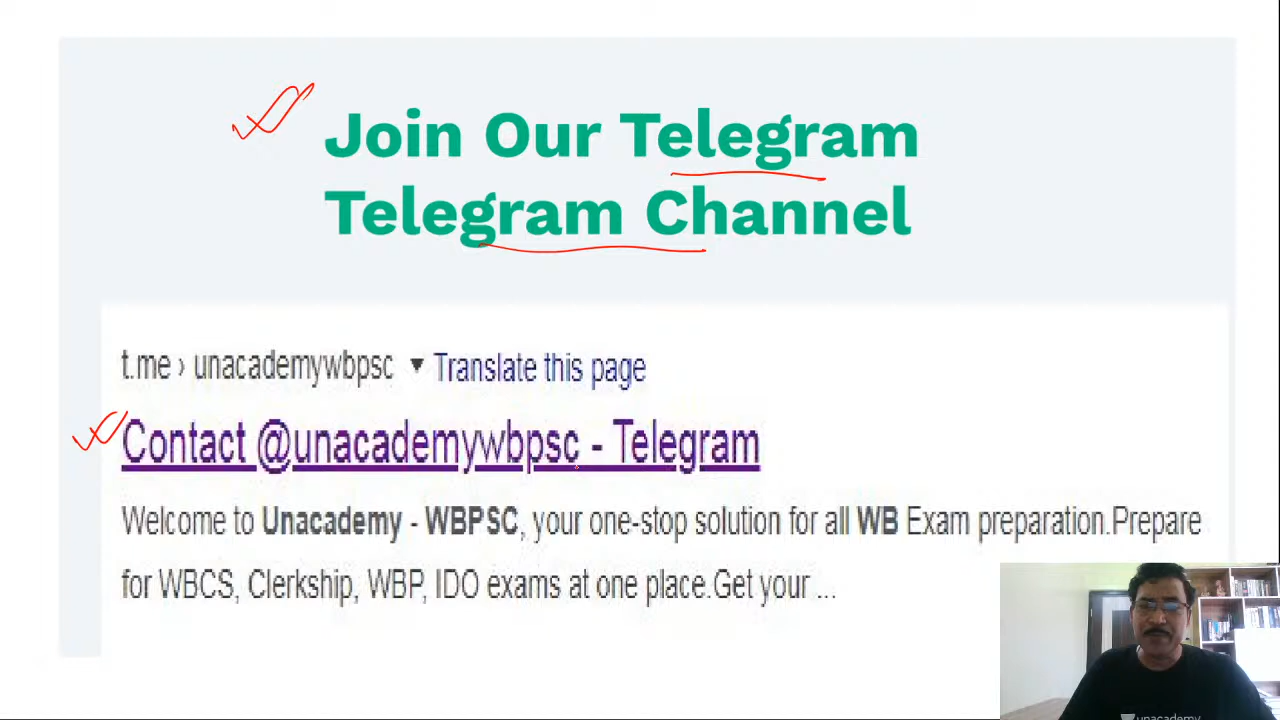 Join Our Telegram
Telegram Channel
t.me › unacademywbpsc ▼ Translate this page
Contact @unacademywbpsc - Telegram
Welcome to Unacademy - WBPSC, your one-stop solution for all WB Exam preparation.Prepare
for WBCS, Clerkship, WBP, IDO exams at one place.Get your ...
unacademy